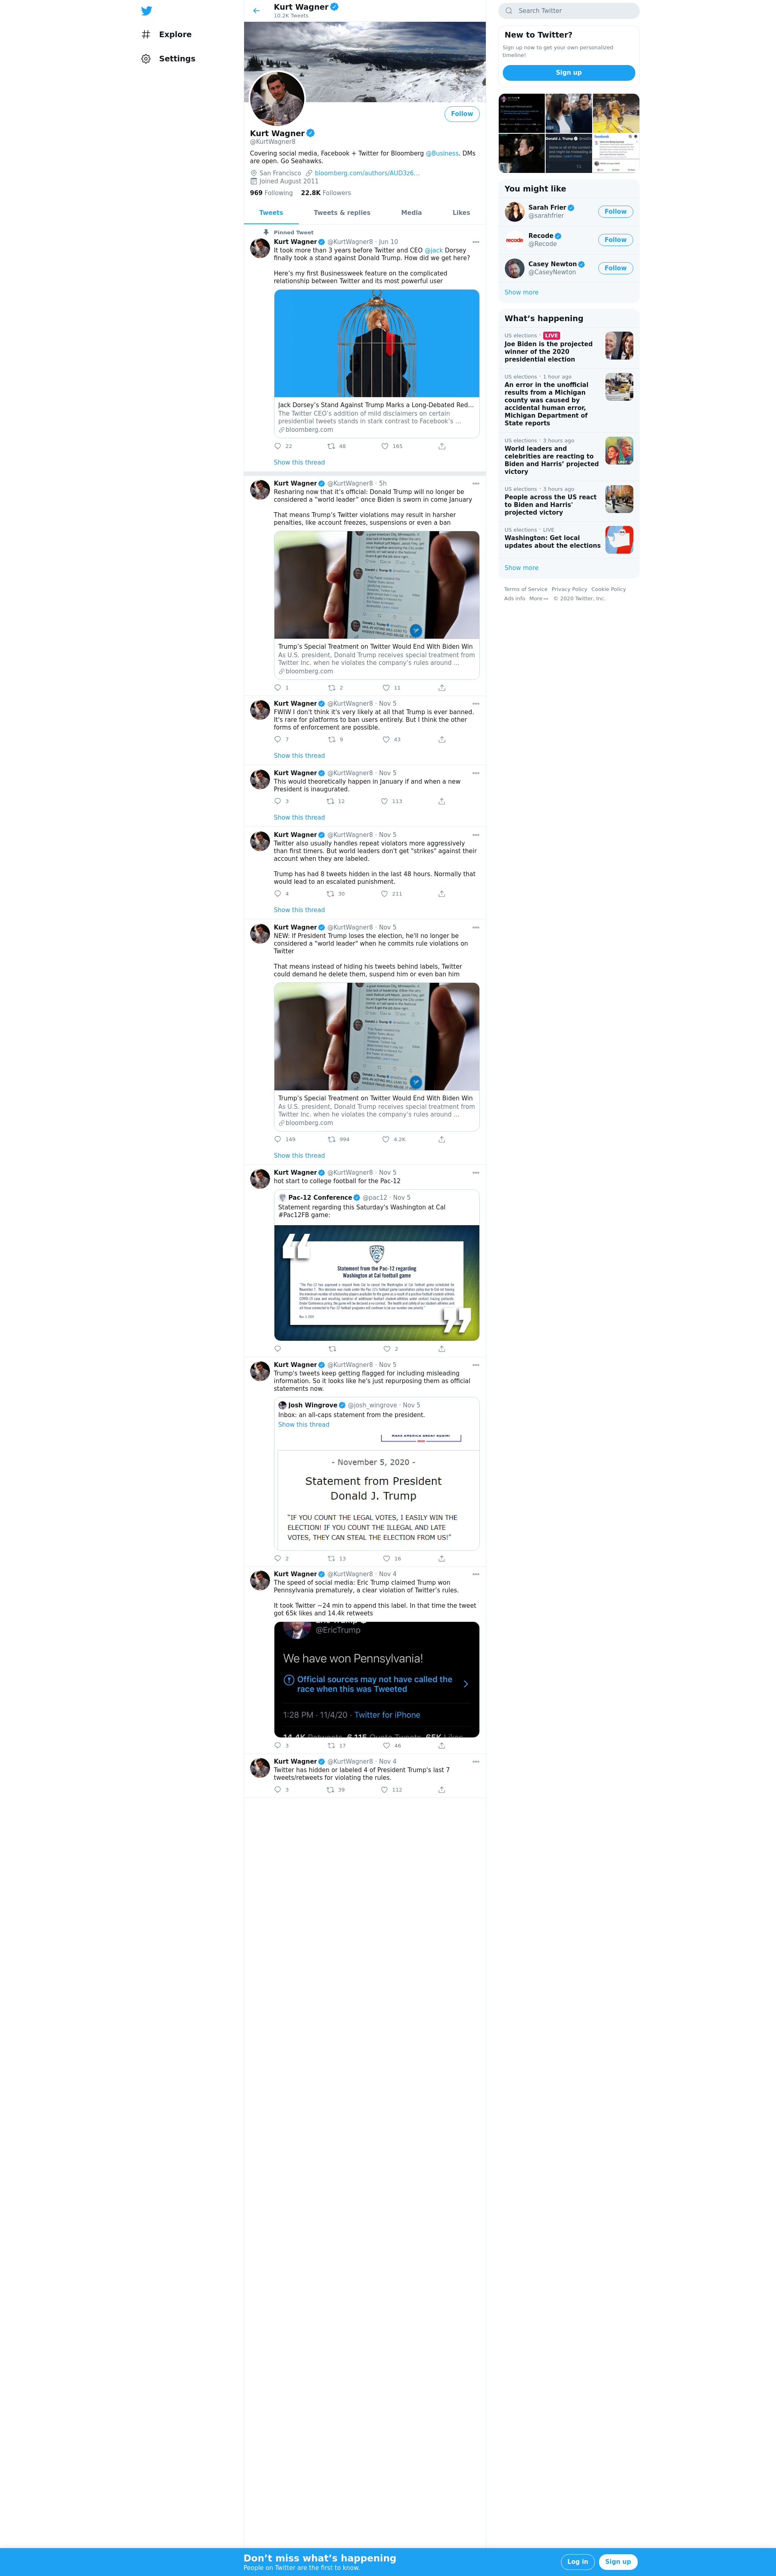 Explore
Settings
Kurt Wagner
10.2K Tweets
Follow
Kurt Wagner
@KurtWagner8
Covering social media, Facebook + Twitter for Bloomberg @Business. DMs
are open. Go Seahawks.
San Francisco bloomberg.com/authors/AUD3z6...
Joined August 2011
969 Following 22.8K Followers
Tweets Tweets & replies Media Likes
Pinned Tweet
Kurt Wagner @KurtWagner8 · Jun 10
It took more than 3 years before Twitter and CEO @jack Dorsey
finally took a stand against Donald Trump. How did we get here?
Here's my first Businessweek feature on the complicated
relationship between Twitter and its most powerful user
Jack Dorsey's Stand Against Trump Marks a Long-Debated Red...
The Twitter CEO's addition of mild disclaimers on certain
presidential tweets stands in stark contrast to Facebook's ...
bloomberg.com
22 48 165
Show this thread
Kurt Wagner @KurtWagner8 · 5h
Resharing now that it's official: Donald Trump will no longer be
considered a "world leader" once Biden is sworn in come January
That means Trump's Twitter violations may result in harsher
penalties, like account freezes, suspensions or even a ban
Trump's Special Treatment on Twitter Would End With Biden Win
As U.S. president, Donald Trump receives special treatment from
Twitter Inc. when he violates the company's rules around ...
bloomberg.com
1 2 11
Kurt Wagner @KurtWagner8 · Nov 5
FWIW I don't think it's very likely at all that Trump is ever banned.
It's rare for platforms to ban users entirely. But I think the other
forms of enforcement are possible.
7 9 43
Show this thread
Kurt Wagner @KurtWagner8 · Nov 5
This would theoretically happen in January if and when a new
President is inaugurated.
3 12 113
Show this thread
Kurt Wagner @KurtWagner8 · Nov 5
Twitter also usually handles repeat violators more aggressively
than first timers. But world leaders don't get "strikes" against their
account when they are labeled.
Trump has had 8 tweets hidden in the last 48 hours. Normally that
would lead to an escalated punishment.
4 30 211
Show this thread
Kurt Wagner @KurtWagner8 · Nov 5
NEW: If President Trump loses the election, he'll no longer be
considered a "world leader" when he commits rule violations on
Twitter
That means instead of hiding his tweets behind labels, Twitter
could demand he delete them, suspend him or even ban him
Trump's Special Treatment on Twitter Would End With Biden Win
As U.S. president, Donald Trump receives special treatment from
Twitter Inc. when he violates the company's rules around ...
bloomberg.com
149 994 4.2K
Show this thread
Kurt Wagner @KurtWagner8 · Nov 5
hot start to college football for the Pac-12
Pac-12 Conference @pac12 · Nov 5
Statement regarding this Saturday's Washington at Cal
#Pac12FB game:
Statement from the Pac-12 regarding
Washington at Cal football game
2
Kurt Wagner @KurtWagner8 · Nov 5
Trump's tweets keep getting flagged for including misleading
information. So it looks like he's just repurposing them as official
statements now.
Josh Wingrove @josh_wingrove · Nov 5
Inbox: an all-caps statement from the president.
Show this thread
- November 5, 2020 -
Statement from President
Donald J. Trump
"IF YOU COUNT THE LEGAL VOTES, I EASILY WIN THE
ELECTION! IF YOU COUNT THE ILLEGAL AND LATE
VOTES, THEY CAN STEAL THE ELECTION FROM US!"
2 13 16
Kurt Wagner @KurtWagner8 · Nov 4
The speed of social media: Eric Trump claimed Trump won
Pennsylvania prematurely, a clear violation of Twitter's rules.
It took Twitter ~24 min to append this label. In that time the tweet
got 65k likes and 14.4k retweets
@EricTrump
We have won Pennsylvania!
Official sources may not have called the
race when this was Tweeted
1:28 PM · 11/4/20 · Twitter for iPhone
3 17 46
Kurt Wagner @KurtWagner8 · Nov 4
Twitter has hidden or labeled 4 of President Trump's last 7
tweets/retweets for violating the rules.
3 39 112
Search Twitter
New to Twitter?
Sign up now to get your own personalized
timeline!
Sign up
You might like
Sarah Frier
@sarahfrier
Follow
Recode
@Recode
Follow
Casey Newton
@CaseyNewton
Follow
Show more
What's happening
US elections · LIVE
Joe Biden is the projected
winner of the 2020
presidential election
US elections · 1 hour ago
An error in the unofficial
results from a Michigan
county was caused by
accidental human error,
Michigan Department of
State reports
US elections · 3 hours ago
World leaders and
celebrities are reacting to
Biden and Harris' projected
victory
US elections · 3 hours ago
People across the US react
to Biden and Harris'
projected victory
US elections · LIVE
Washington: Get local
updates about the elections
Show more
Terms of Service Privacy Policy Cookie Policy
Ads info More © 2020 Twitter, Inc.
Don't miss what's happening
People on Twitter are the first to know.
Log in Sign up